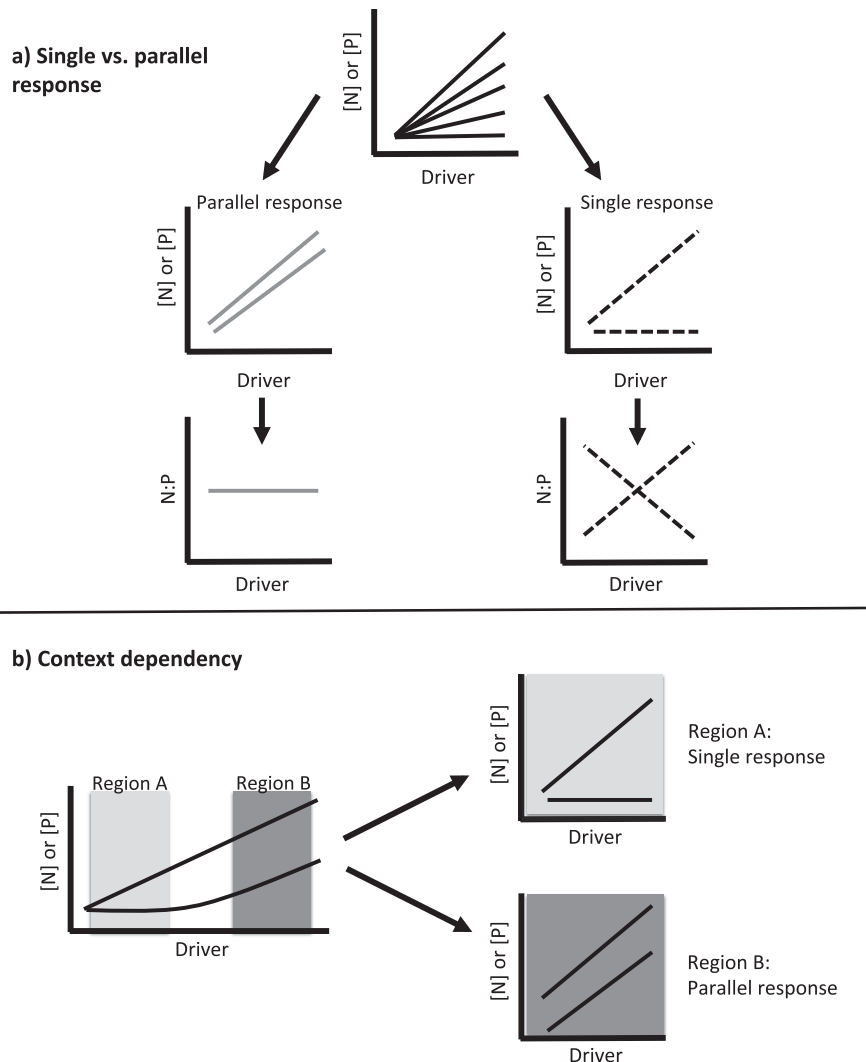 a) Single vs. parallel
response
[N] or [P]
Driver
Parallel response
[N] or [P]
Driver
Single response
[N] or [P]
Driver
N:P
Driver
N:P
Driver
b) Context dependency
Region A
Region B
[N] or [P]
Driver
[N] or [P]
Driver
Region A:
Single response
[N] or [P]
Driver
Region B:
Parallel response